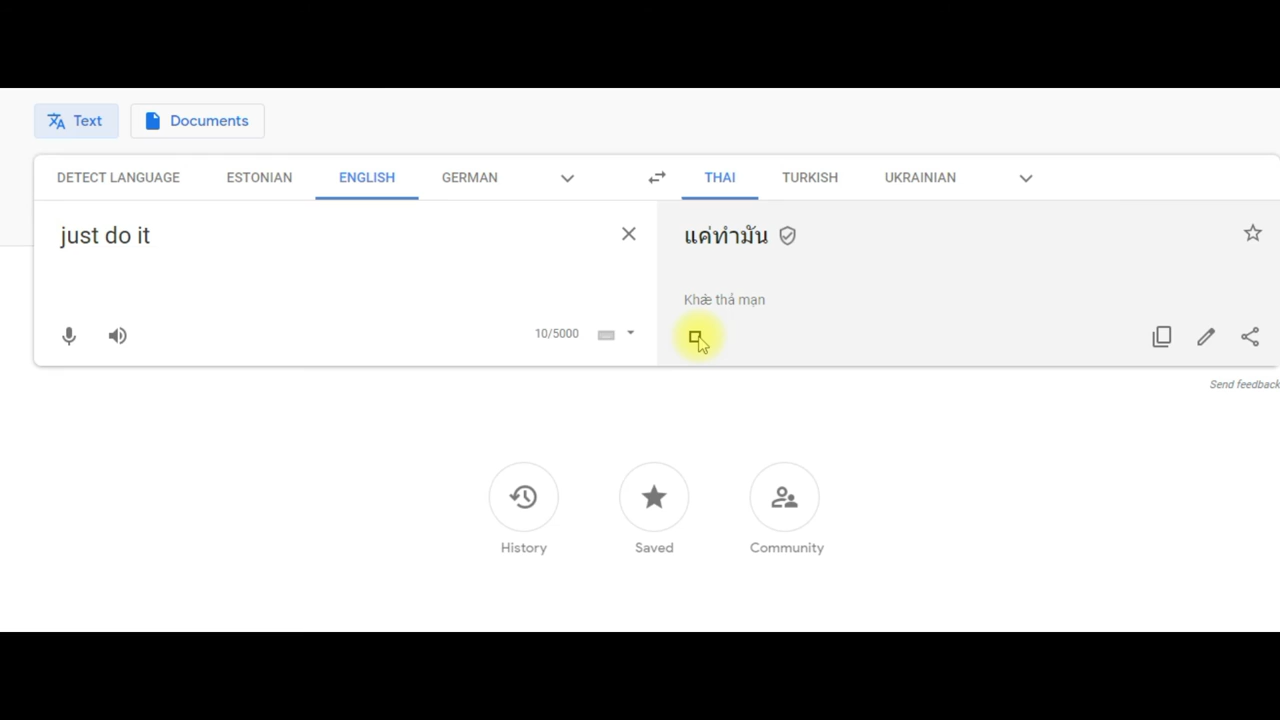 Text
Documents
DETECT LANGUAGE ESTONIAN ENGLISH GERMAN THAI TURKISH UKRAINIAN
just do it
แค่ทำมัน
Khæ̀ thả mạn
10/5000
Send feedback
History Saved Community